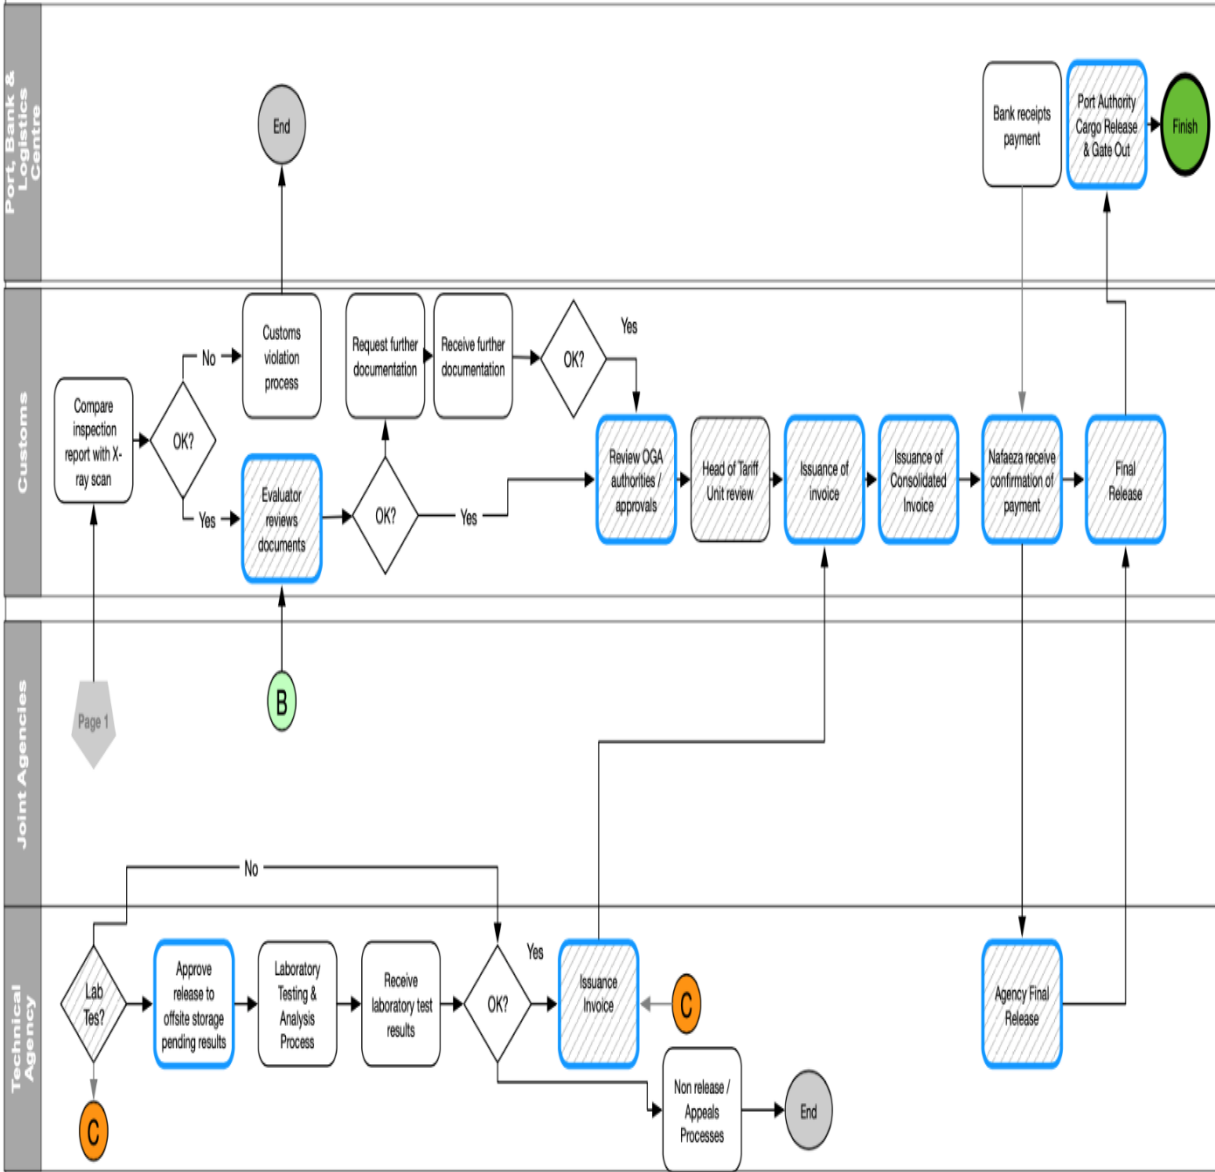 Port, Bank &
Logistics
Centre
End
Bank receipts
payment
Port Authority
Cargo Release
& Gate Out
Finish
Customs
Compare
inspection
report with X-
ray scan
OK?
No
Yes
Customs
violation
process
Evaluator
reviews
documents
Request further
documentation
Receive further
documentation
OK?
Yes
OK?
Yes
Review OGA
authorities /
approvals
Head of Tariff
Unit review
Issuance of
invoice
Issuance of
Consolidated
Invoice
Nafaeza receive
confirmation of
payment
Final
Release
Joint Agencies
Page 1
B
No
Technical
Agency
Lab
Tes?
C
Approve
release to
offsite storage
pending results
Laboratory
Testing &
Analysis
Process
Receive
laboratory test
results
OK?
Yes
Issuance
Invoice
C
Non release /
Appeals
Processes
End
Agency Final
Release